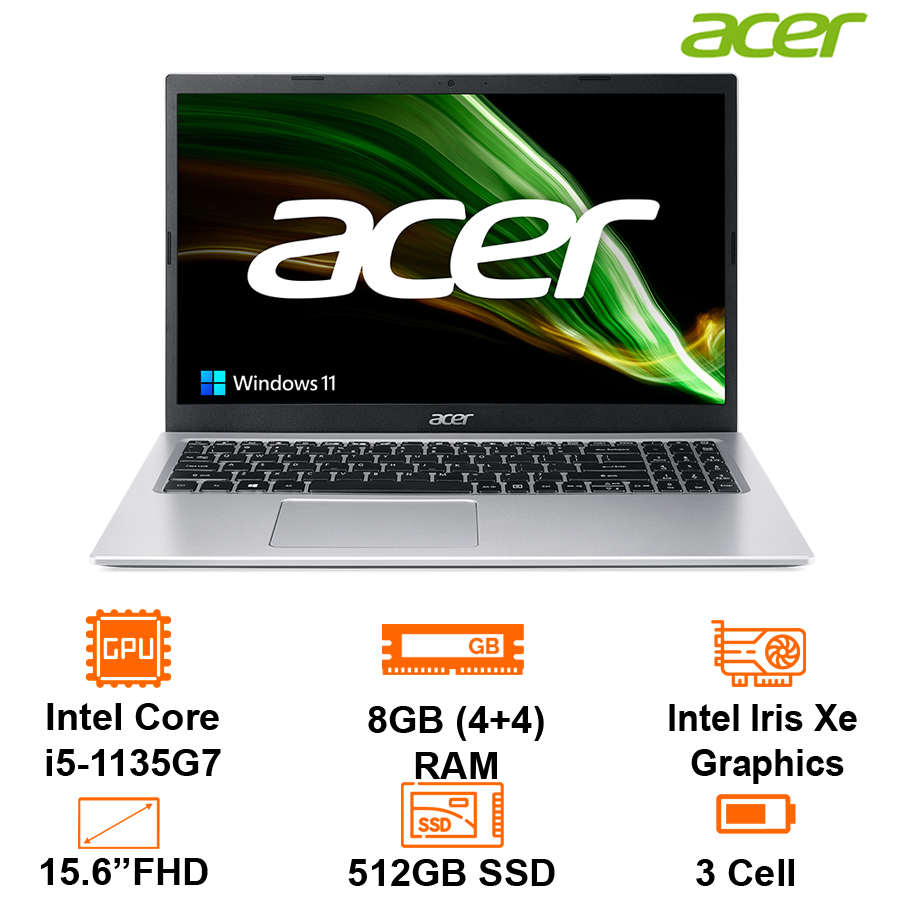 acer
acer
Windows 11
acer
GPU
GB
Intel Core
i5-1135G7
8GB (4+4)
RAM
Intel Iris Xe
Graphics
SSD
15.6”FHD
512GB SSD
3 Cell